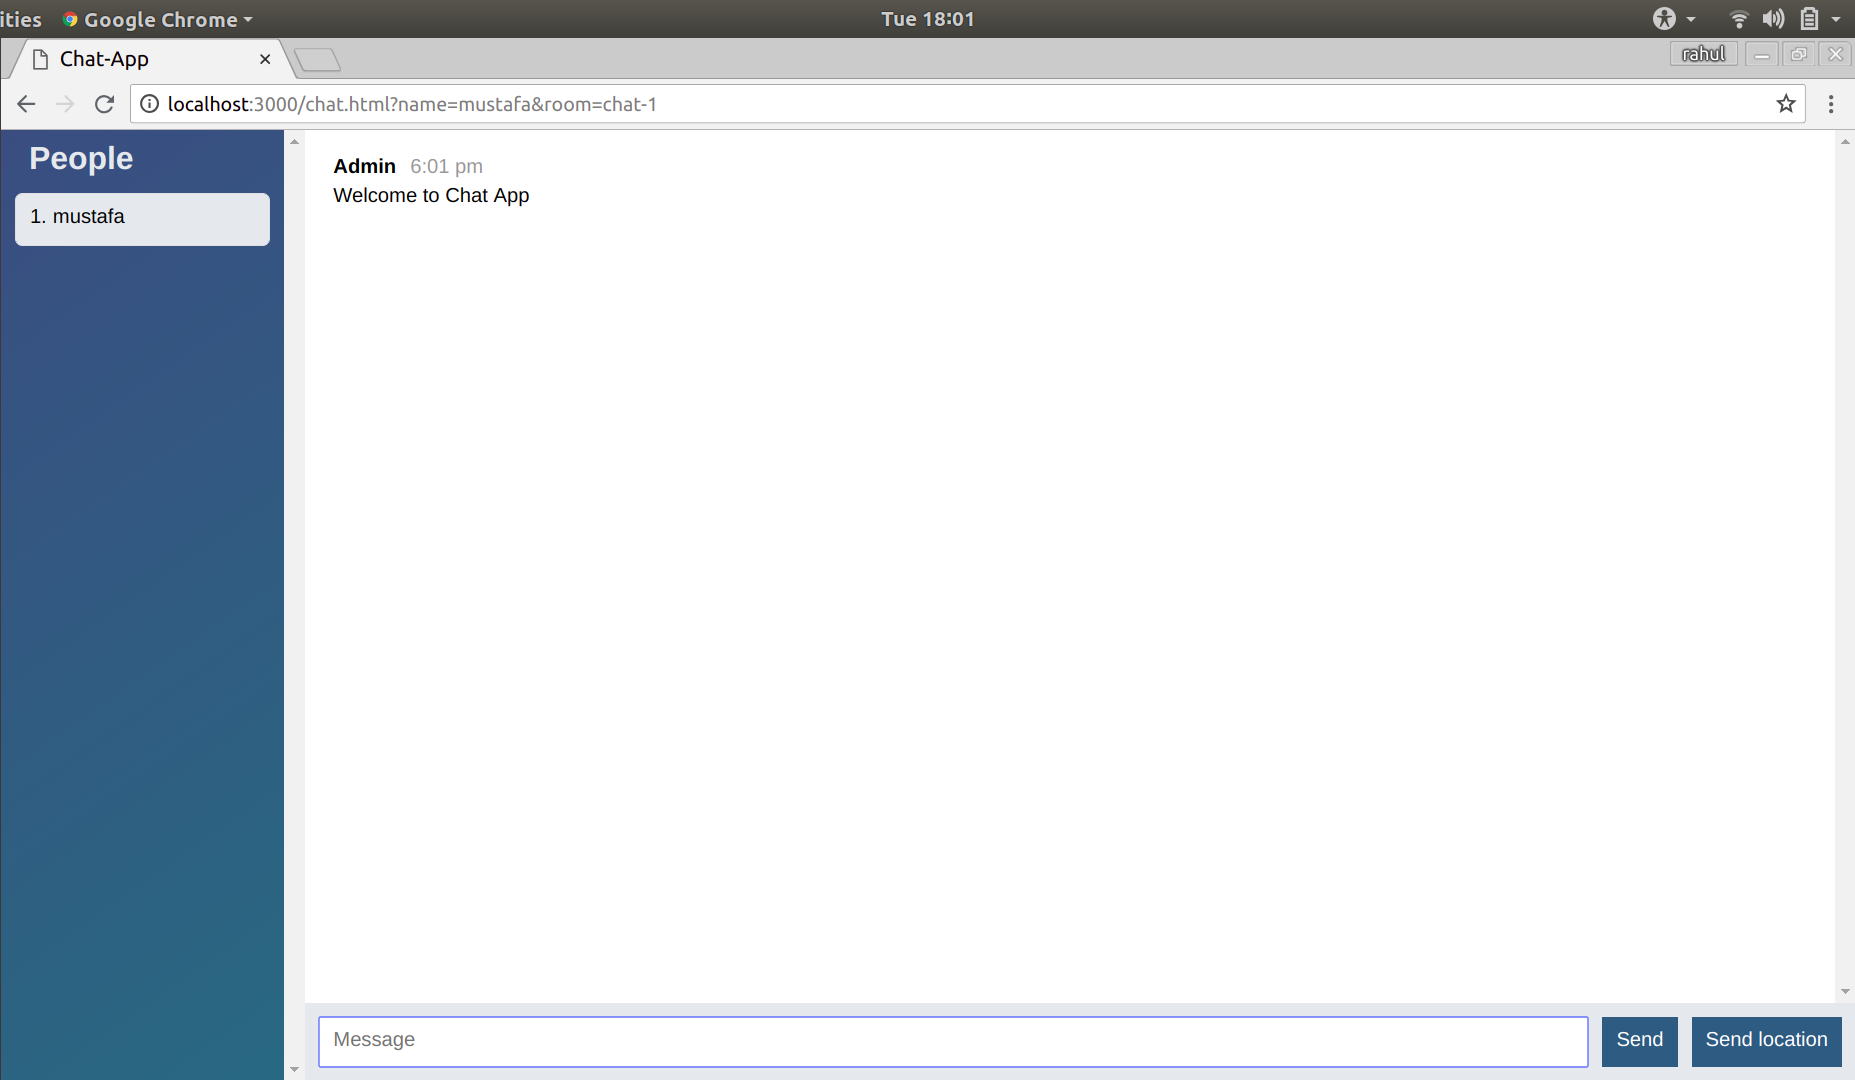 ities Google Chrome Tue 18:01
Chat-App rahul
localhost:3000/chat.html?name=mustafa&room=chat-1
People
1. mustafa
Admin 6:01 pm
Welcome to Chat App
Message Send Send location